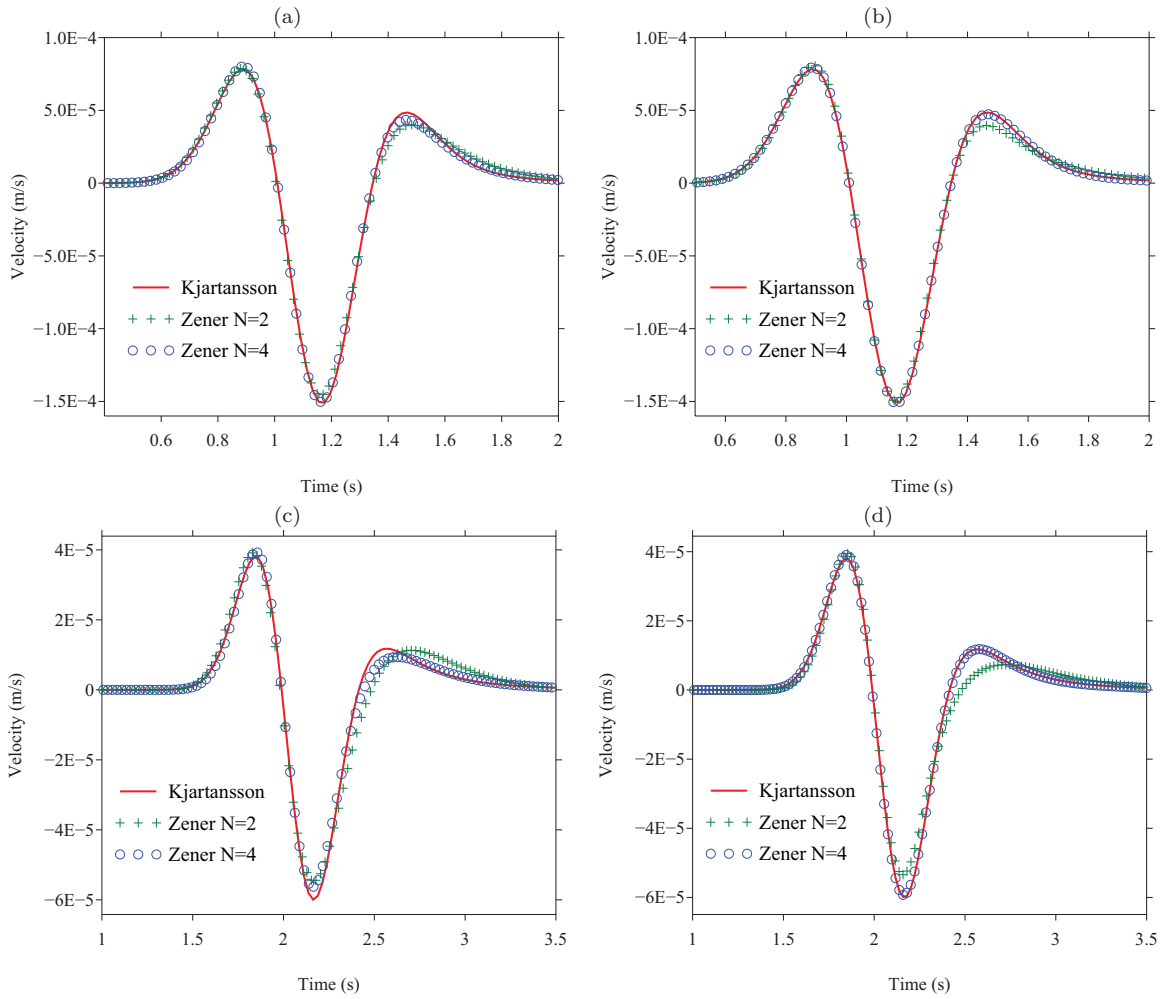 (a)
1.0E−4
5.0E−5
0
−5.0E−5
−1.0E−4
−1.5E−4
Velocity (m/s)
Kjartansson
Zener N=2
Zener N=4
0.6 0.8 1 1.2 1.4 1.6 1.8 2
Time (s)
(b)
1.0E−4
5.0E−5
0
−5.0E−5
−1.0E−4
−1.5E−4
Velocity (m/s)
Kjartansson
Zener N=2
Zener N=4
0.6 0.8 1 1.2 1.4 1.6 1.8 2
Time (s)
(c)
4E−5
2E−5
0
−2E−5
−4E−5
−6E−5
Velocity (m/s)
Kjartansson
Zener N=2
Zener N=4
1 1.5 2 2.5 3 3.5
Time (s)
(d)
4E−5
2E−5
0
−2E−5
−4E−5
−6E−5
Velocity (m/s)
Kjartansson
Zener N=2
Zener N=4
1 1.5 2 2.5 3 3.5
Time (s)